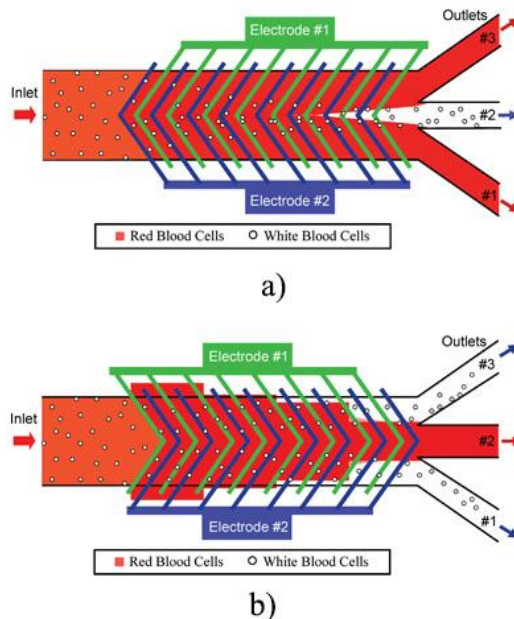 Outlets
Electrode #1
#3
Inlet
#2
Electrode #2
#1
Red Blood Cells White Blood Cells
a)
Outlets
Electrode #1
#3
Inlet
#2
Electrode #2
#1
Red Blood Cells White Blood Cells
b)